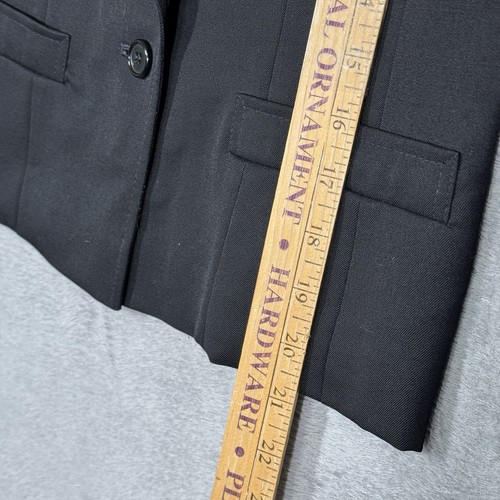 AL ORNAMENT • HARDWARE • P
15 16 17 18 19 20 21 22